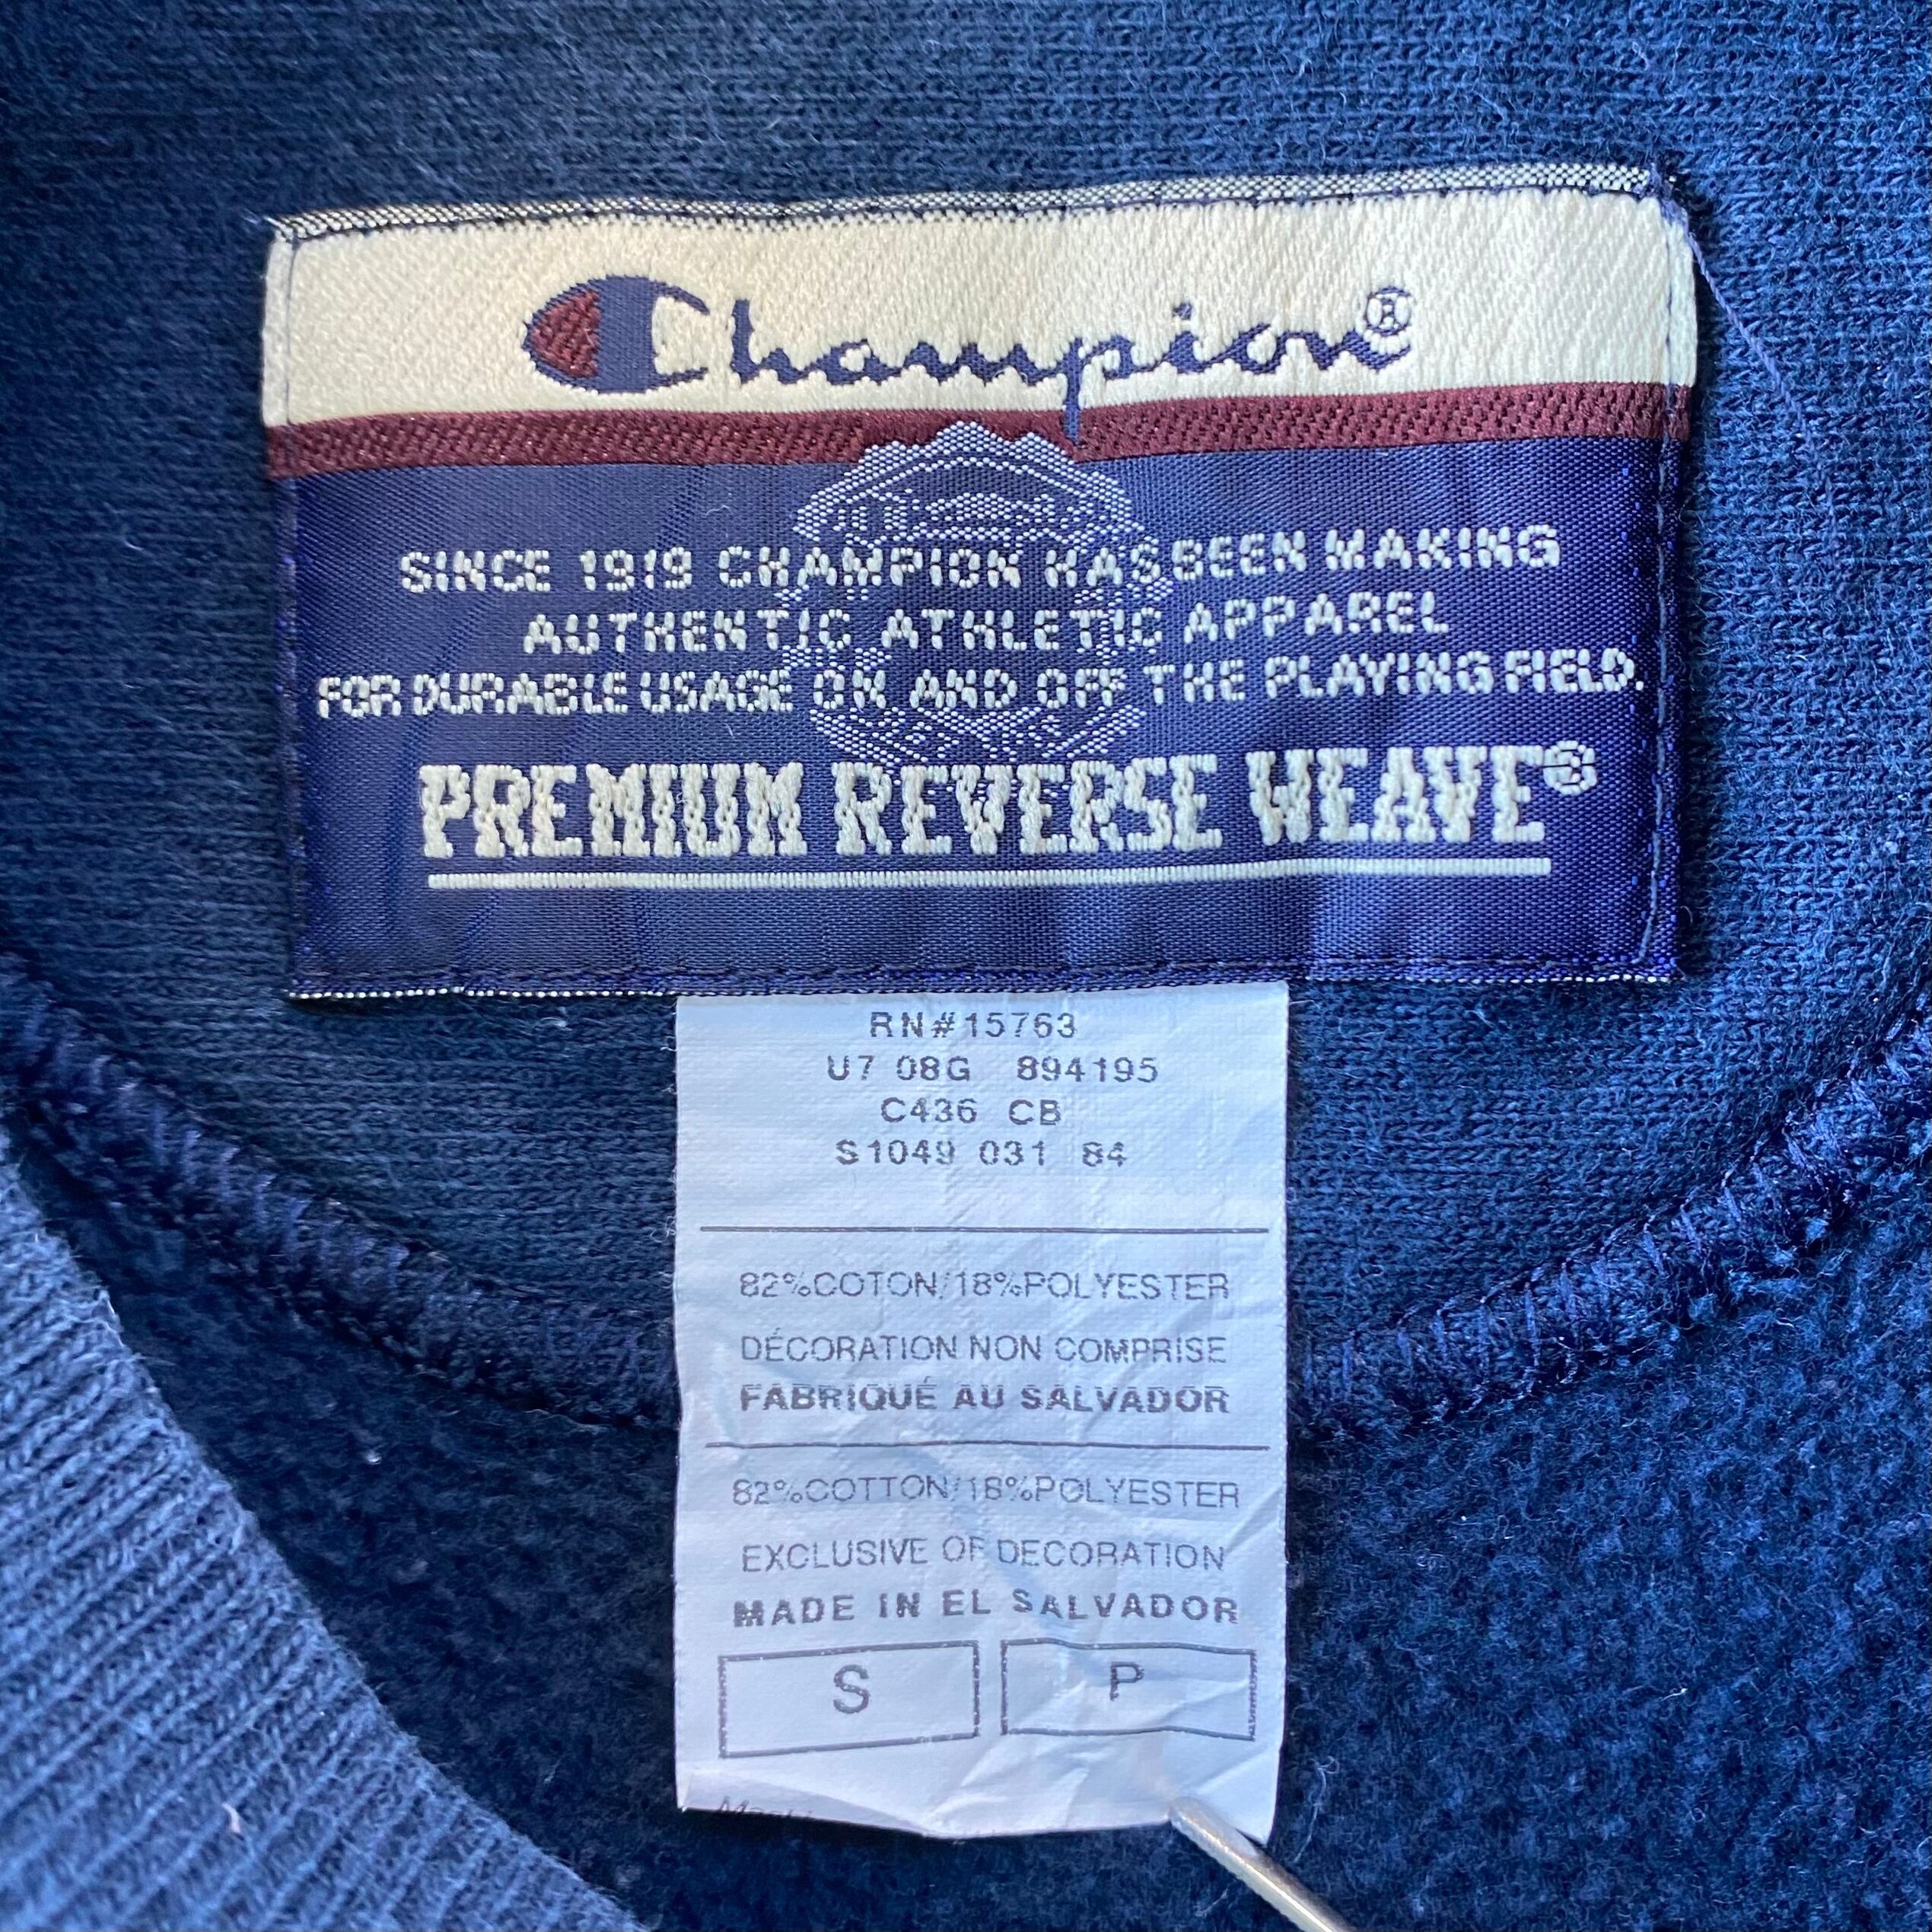 Champion®
SINCE 1919 CHAMPION HAS BEEN MAKING
AUTHENTIC ATHLETIC APPAREL
FOR DURABLE USAGE ON AND OFF THE PLAYING FIELD.
PREMIUM REVERSE WEAVE®
RN#15763
U7 08G 894195
C436 CB
S1049 031 84
82%COTON/18%POLYESTER
DÉCORATION NON COMPRISE
FABRIQUÉ AU SALVADOR
82%COTTON/18%POLYESTER
EXCLUSIVE OF DECORATION
MADE IN EL SALVADOR
S P